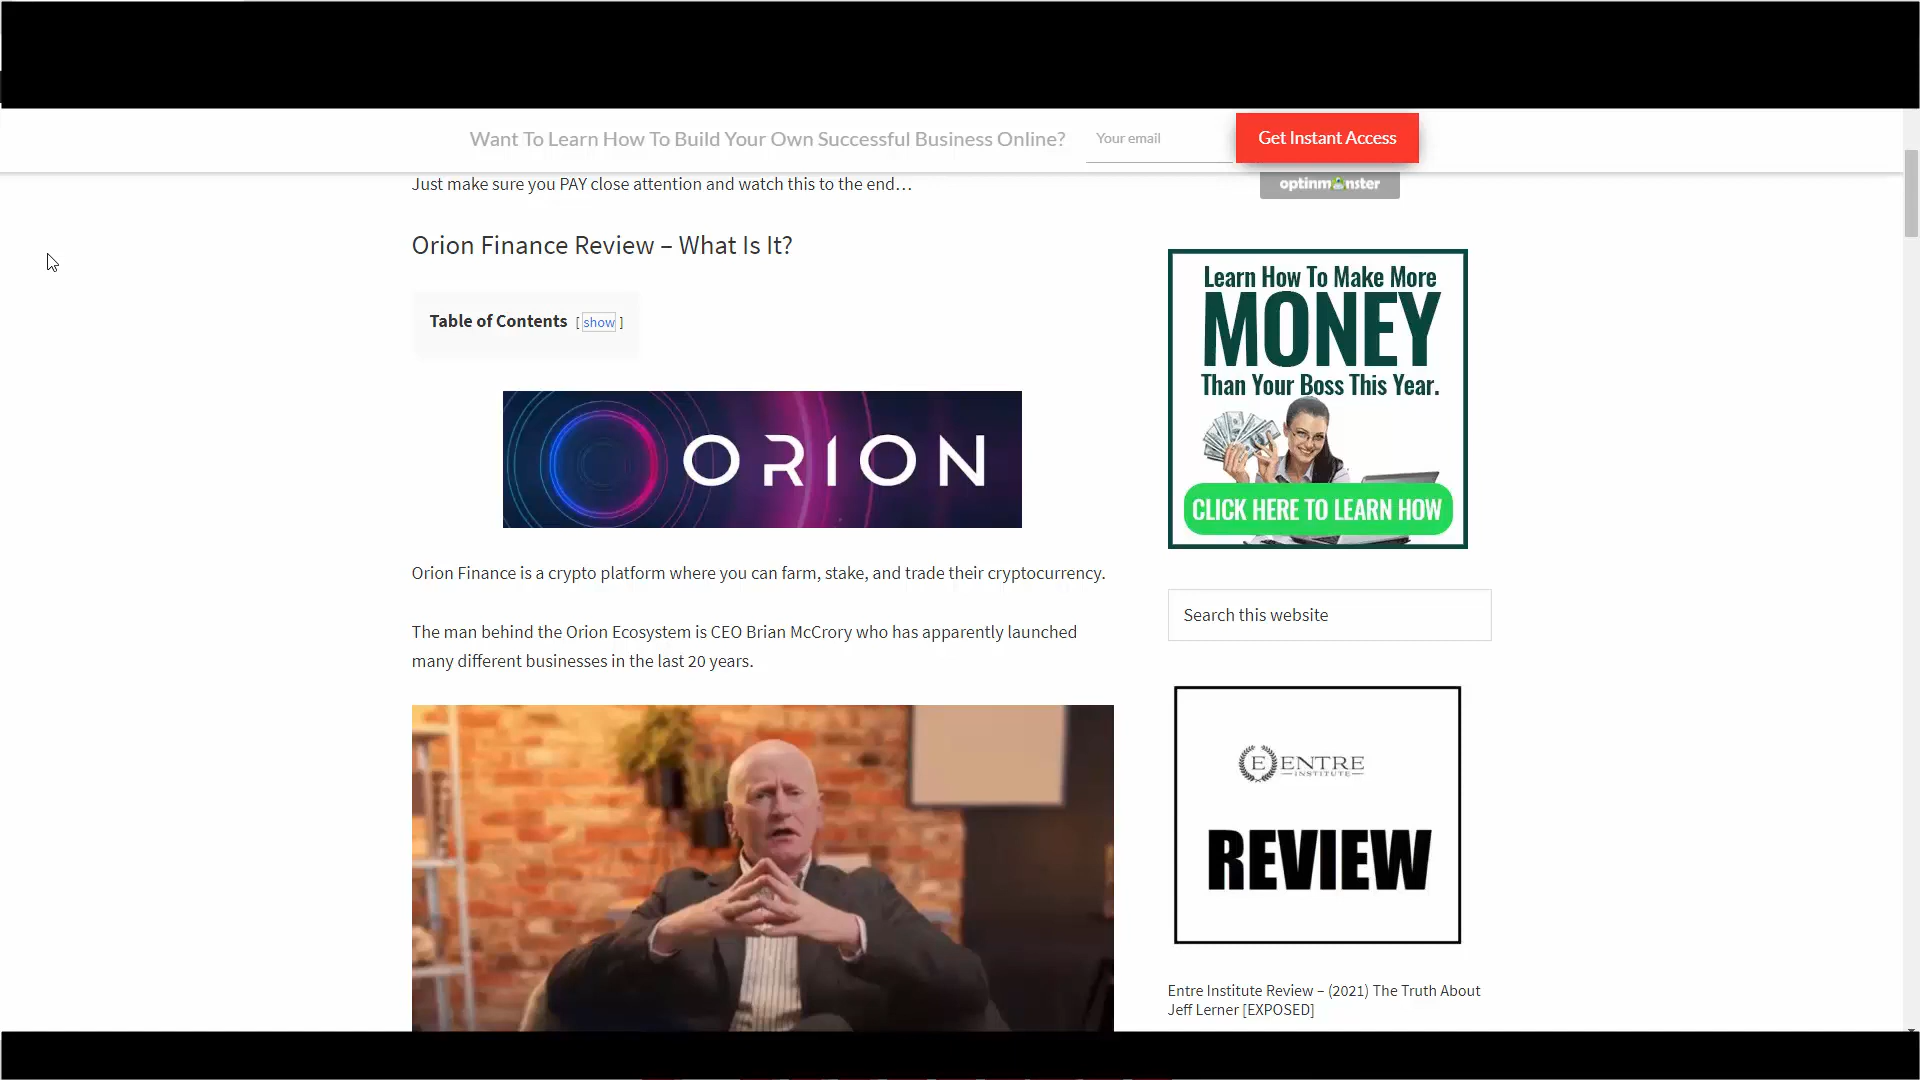 Want To Learn How To Build Your Own Successful Business Online?
Your email
Get Instant Access
Just make sure you PAY close attention and watch this to the end…
optinmonster
Orion Finance Review – What Is It?
Table of Contents [ show ]
ORION
Orion Finance is a crypto platform where you can farm, stake, and trade their cryptocurrency.
The man behind the Orion Ecosystem is CEO Brian McCrory who has apparently launched
many different businesses in the last 20 years.
Learn How To Make More
MONEY
Than Your Boss This Year.
CLICK HERE TO LEARN HOW
Search this website
E ENTRE
INSTITUTE
REVIEW
Entre Institute Review – (2021) The Truth About
Jeff Lerner [EXPOSED]